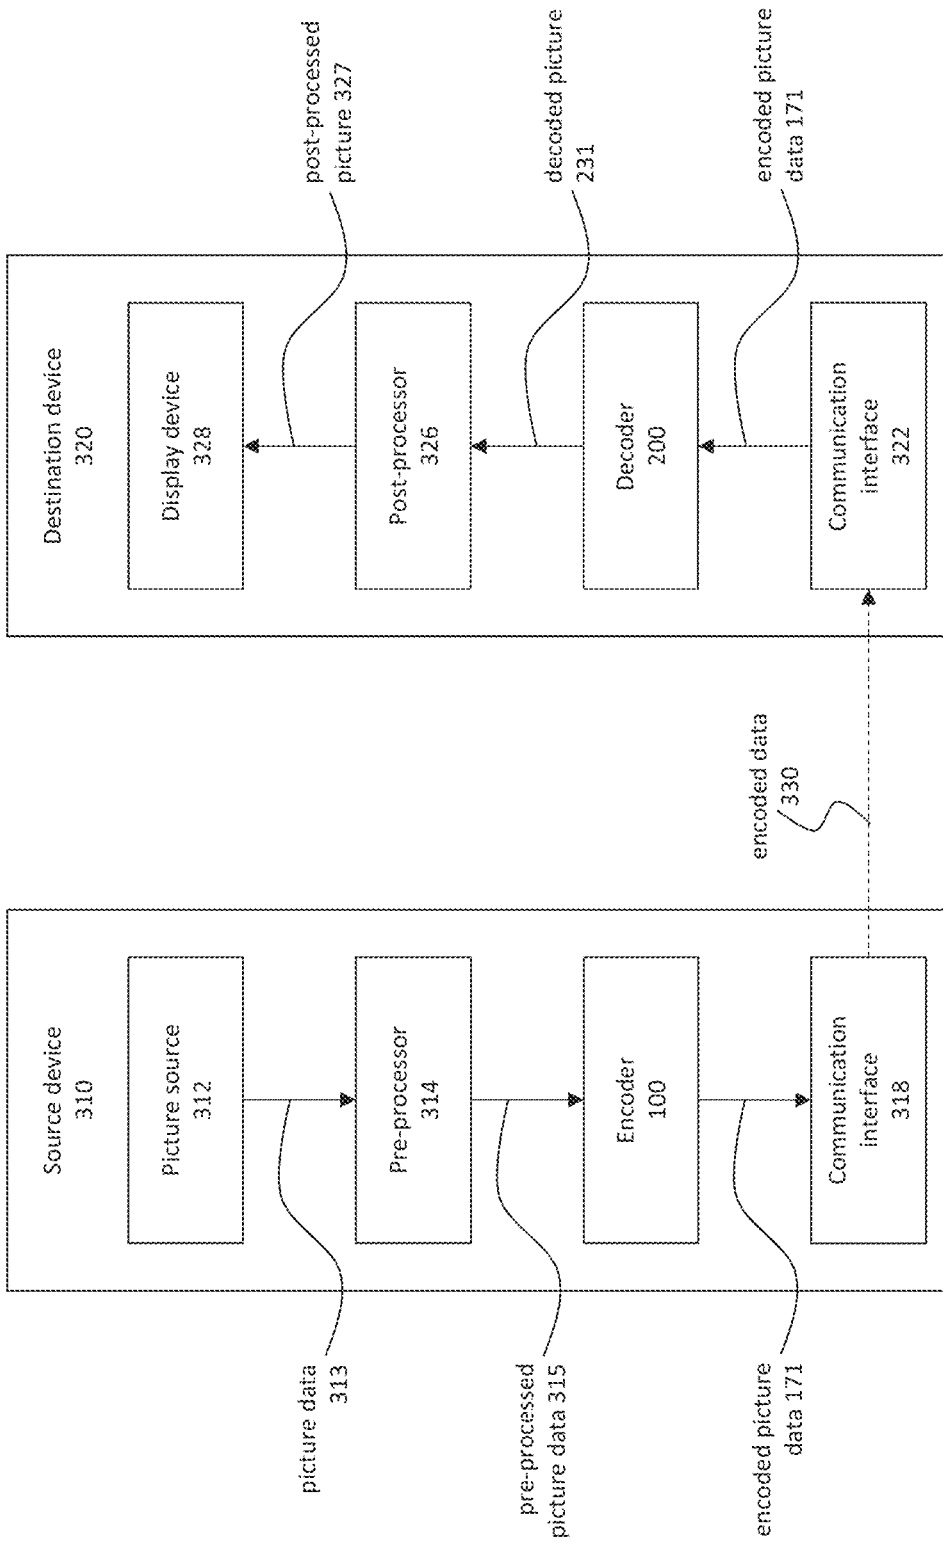 Source device
310
Picture source
312
picture data
313
Pre-processor
314
pre-processed
picture data 315
Encoder
100
encoded picture
data 171
Communication
interface
318
encoded data
330
Destination device
320
Display device
328
post-processed
picture 327
Post-processor
326
decoded picture
231
Decoder
200
encoded picture
data 171
Communication
interface
322